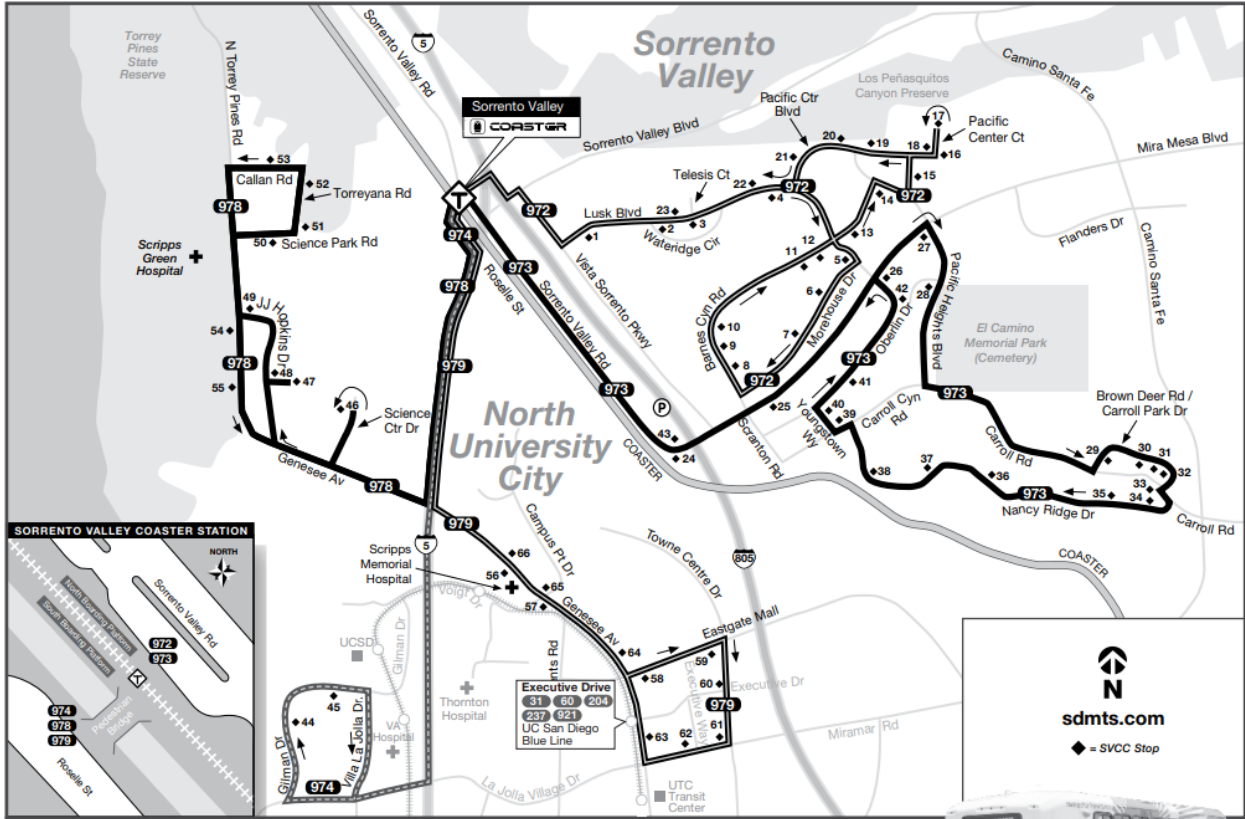 Torrey
Pines
State
Reserve
N Torrey Pines Rd
Sorrento Valley Rd
5
Sorrento
Valley
Los Peñasquitos
Canyon Preserve
Camino Santa Fe
Sorrento Valley
COASTER
Sorrento Valley Blvd
Pacific Ctr
Blvd
17
Pacific
Center Ct
Mira Mesa Blvd
20
19
18
16
53
Callan Rd
52
Torreyana Rd
21
15
Telesis Ct
22
972
972
4
14
978
51
50
Science Park Rd
T
974
972
Lusk Blvd
23
1
2
3
Wateridge Cir
13
12
11
5
27
Flanders Dr
Camino Santa Fe
Scripps
Green
Hospital
973
978
Roselle St
Vista Sorrento Pkwy
Sorrento Valley Rd
6
Morehouse Dr
26
42
28
Oberlin Dr
Pacific Heights Blvd
49
JJ Hopkins Dr
54
Barnes Cyn Rd
10
9
8
7
El Camino
Memorial Park
(Cemetery)
978
979
973
973
972
48
47
55
41
973
Brown Deer Rd /
Carroll Park Dr
46
Science
Ctr Dr
P
25
Youngstown
Wy
40
39
Carroll Cyn
Rd
North
University
City
43
24
Scranton Rd
Carroll Rd
29
30
31
32
Genesee Av
978
COASTER
38
37
36
33
35
34
973
Nancy Ridge Dr
Carroll Rd
979
5
Campus Pt Dr
805
COASTER
SORRENTO VALLEY COASTER STATION
NORTH
Sorrento Valley Rd
North Boarding Platform
South Boarding Platform
972
973
T
974
978
979
Pedestrian
Bridge
Roselle St
Scripps
Memorial
Hospital
66
56
65
57
Voigt Dr
Genesee Av
Towne Centre Dr
Eastgate Mall
UCSD
Gilman Dr
64
59
58
60
Executive Dr
Executive Way
979
61
62
63
Thornton
Hospital
Executive Drive
31 60 204
237 921
UC San Diego
Blue Line
Miramar Rd
VA
Hospital
45
44
Gilman Dr
Villa La Jolla Dr.
974
La Jolla Village Dr
UTC
Transit
Center
N
sdmts.com
= SVCC Stop